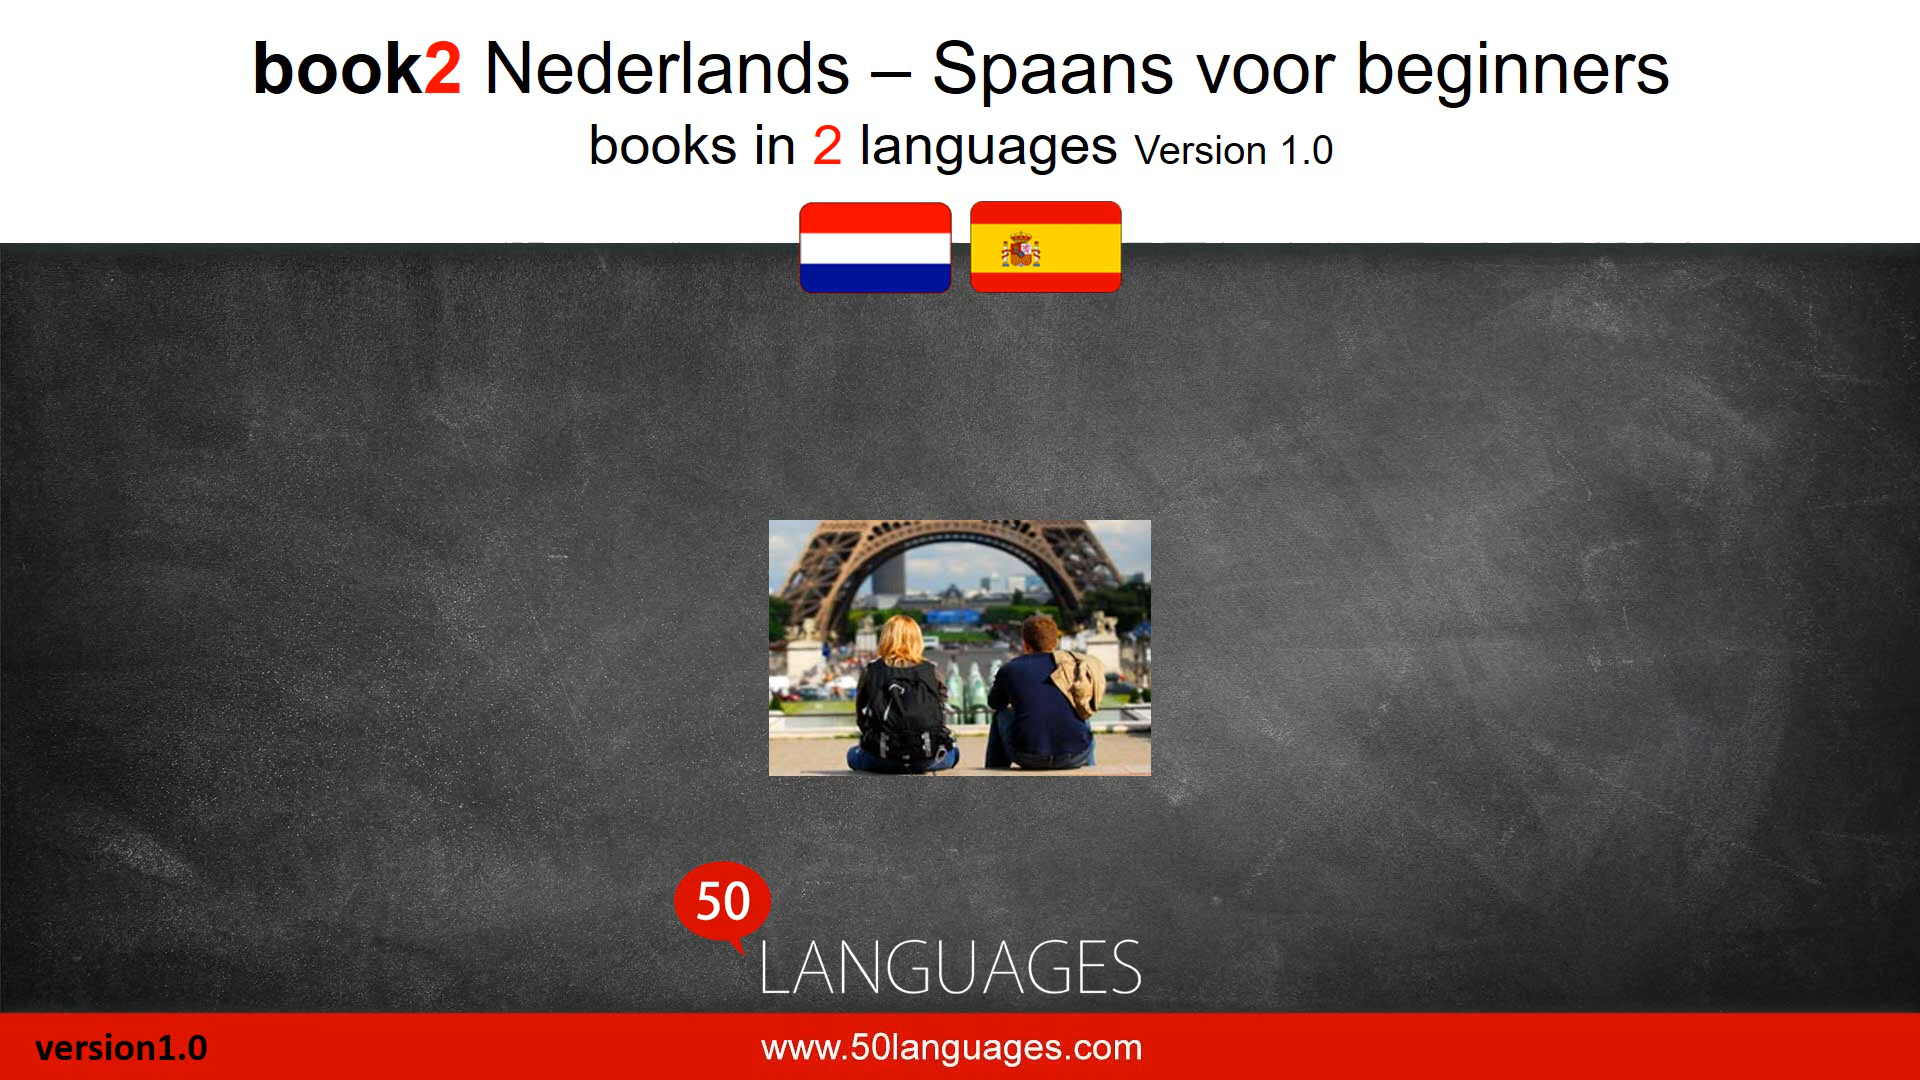 book2 Nederlands – Spaans voor beginners
books in 2 languages Version 1.0
50
LANGUAGES
version1.0
www.50languages.com